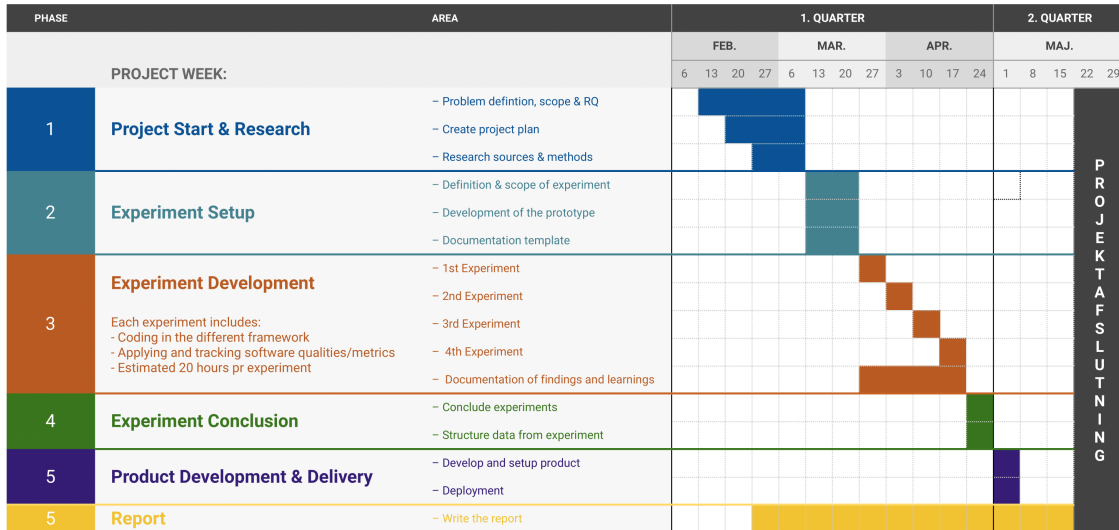 PHASE AREA 1. QUARTER 2. QUARTER
FEB. MAR. APR. MAJ.
PROJECT WEEK: 6 13 20 27 6 13 20 27 3 10 17 24 1 8 15 22 29
1 Project Start & Research
– Problem defintion, scope & RQ
– Create project plan
– Research sources & methods
2 Experiment Setup
– Definition & scope of experiment
– Development of the prototype
– Documentation template
3 Experiment Development
Each experiment includes:
- Coding in the different framework
- Applying and tracking software qualities/metrics
- Estimated 20 hours pr experiment
– 1st Experiment
– 2nd Experiment
– 3rd Experiment
– 4th Experiment
– Documentation of findings and learnings
4 Experiment Conclusion
– Conclude experiments
– Structure data from experiment
5 Product Development & Delivery
– Develop and setup product
– Deployment
5 Report
– Write the report
PROJEKTAFSLUTNING